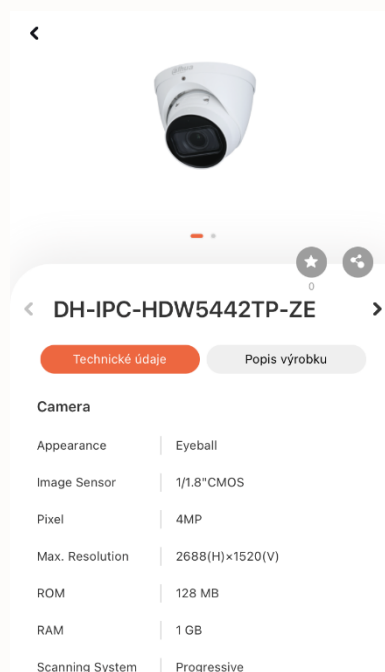 alhua
0
DH-IPC-HDW5442TP-ZE
Technické údaje
Popis výrobku
Camera
Appearance
Eyeball
Image Sensor
1/1.8"CMOS
Pixel
4MP
Max. Resolution
2688(H)×1520(V)
ROM
128 MB
RAM
1 GB
Scanning System
Progressive